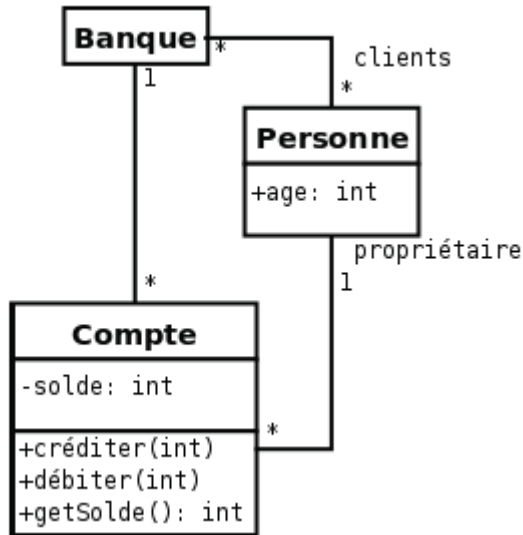 Banque
*
clients
1
*
Personne
+age: int
propriétaire
1
*
Compte
-solde: int
*
+créditer(int)
+débiter(int)
+getSolde(): int